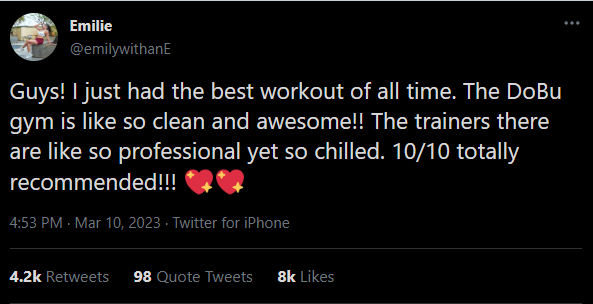 Emilie
@emilywithanE
Guys! I just had the best workout of all time. The DoBu
gym is like so clean and awesome!! The trainers there
are like so professional yet so chilled. 10/10 totally
recommended!!! 💖💖
4:53 PM · Mar 10, 2023 · Twitter for iPhone
4.2k Retweets 98 Quote Tweets 8k Likes